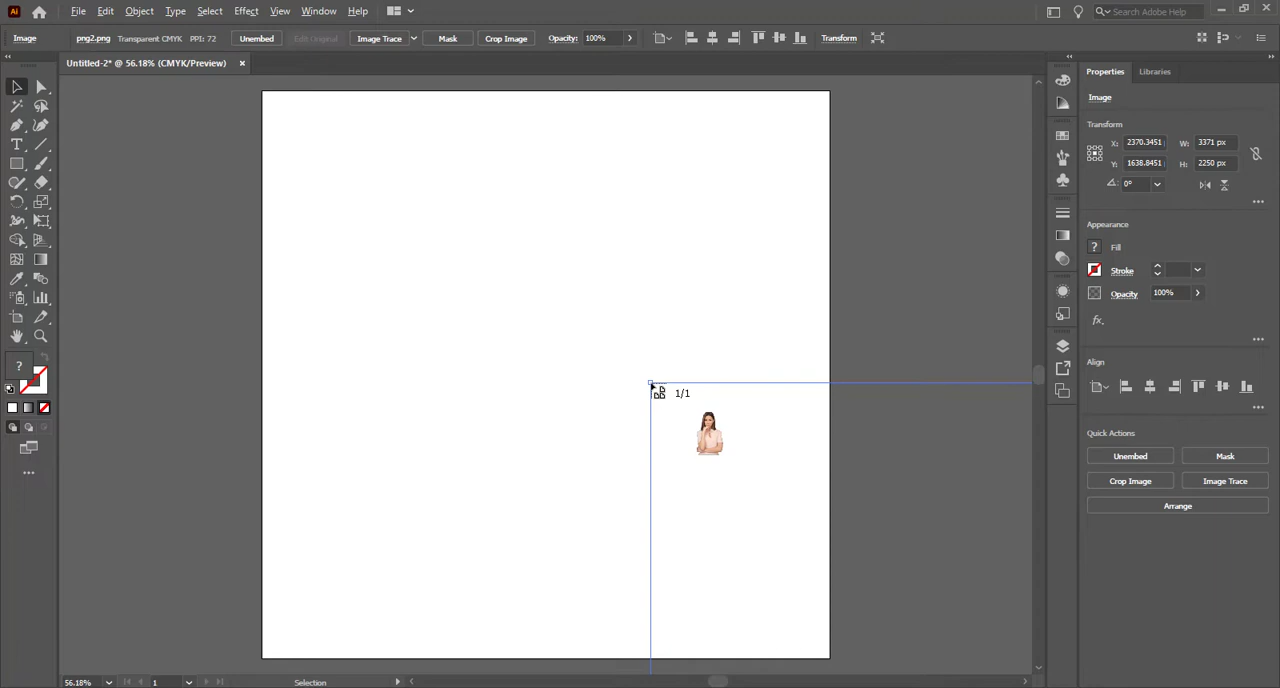 Ai File Edit Object Type Select Effect View Window Help Search Adobe Help
Image png2.png Transparent CMYK PPI: 72 Unembed Edit Original Image Trace Mask Crop Image Opacity: 100% Transform
Untitled-2* @ 56.18% (CMYK/Preview)
Properties Libraries
Image
Transform
X: 2370.3451 W: 3371 px
Y: 1638.8451 H: 2250 px
0°
Appearance
? Fill
Stroke
Opacity 100%
fx.
Align
Quick Actions
Unembed Mask
Crop Image Image Trace
Arrange
?
1/1
56.18% 1 Selection